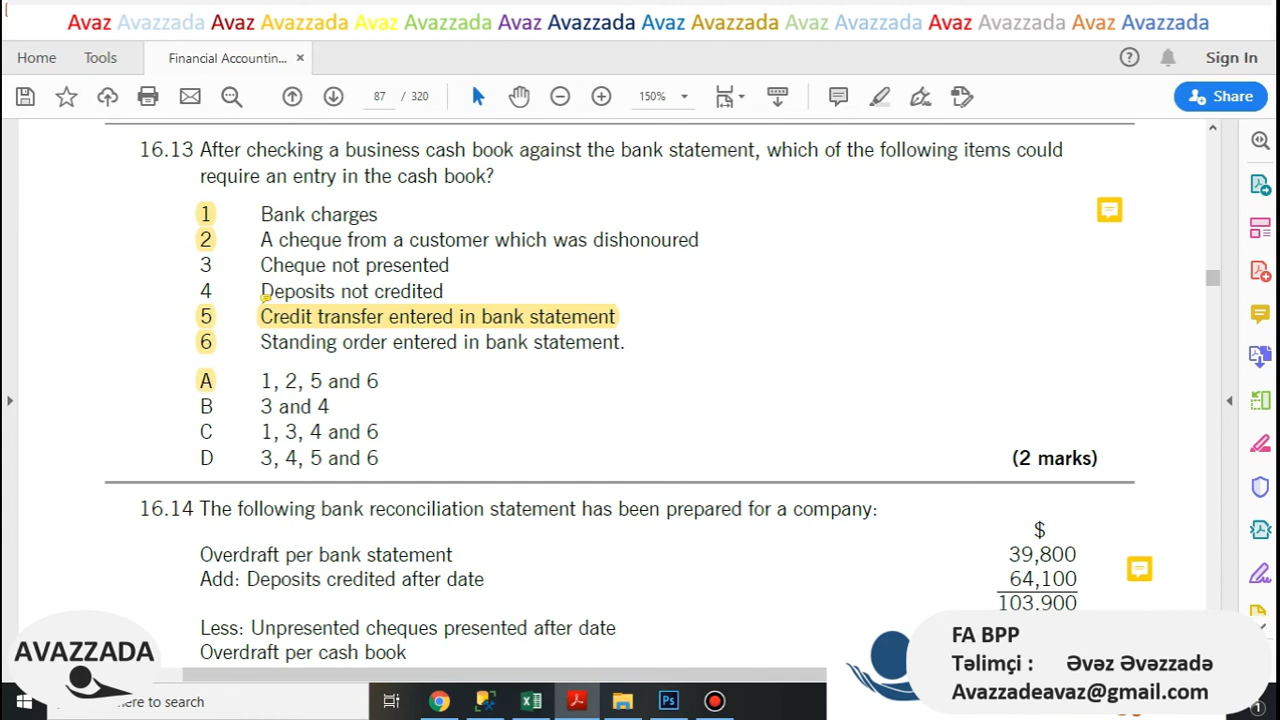 Avaz Avazzada Avaz Avazzada Avaz Avazzada Avaz Avazzada Avaz Avazzada Avaz Avazzada Avaz Avazzada Avaz Avazzada
Home Tools Financial Accountin... × Sign In
87 / 320 150% Share
16.13 After checking a business cash book against the bank statement, which of the following items could
require an entry in the cash book?
1 Bank charges
2 A cheque from a customer which was dishonoured
3 Cheque not presented
4 Deposits not credited
5 Credit transfer entered in bank statement
6 Standing order entered in bank statement.
A 1, 2, 5 and 6
B 3 and 4
C 1, 3, 4 and 6
D 3, 4, 5 and 6 (2 marks)
16.14 The following bank reconciliation statement has been prepared for a company:
$
Overdraft per bank statement 39,800
Add: Deposits credited after date 64,100
103,900
Less: Unpresented cheques presented after date
Overdraft per cash book
AVAZZADA
FA BPP
Təlimçi : Əvəz Əvəzzadə
Avazzadeavaz@gmail.com
here to search